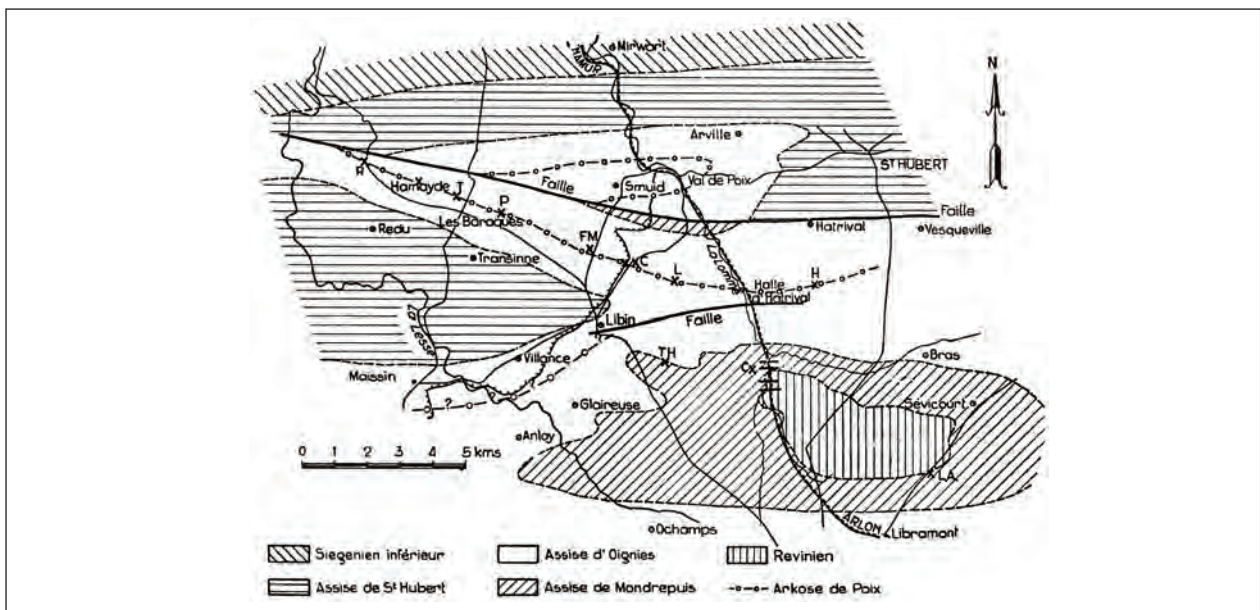 Mirwart
NAMUR
N
Arville
ST HUBERT
R
Hamayde
T
P
Les Baraques
Faille
Smuid
Val de Poix
Faille
Redu
Transinne
FM
C
L
La Lomme
Hatrival
Vesqueville
Halle
d'Hatrival
H
La Lesse
Libin
Faille
Villance
Maissin
TH
C
Bras
Sévicourt
?
?
?
Glaireuse
Anloy
0 1 2 3 4 5 kms
LA
Ochamps
ARLON
Libramont
Siegenien inférieur
Assise d'Oignies
Revinien
Assise de St Hubert
Assise de Mondrepuis
Arkose de Poix